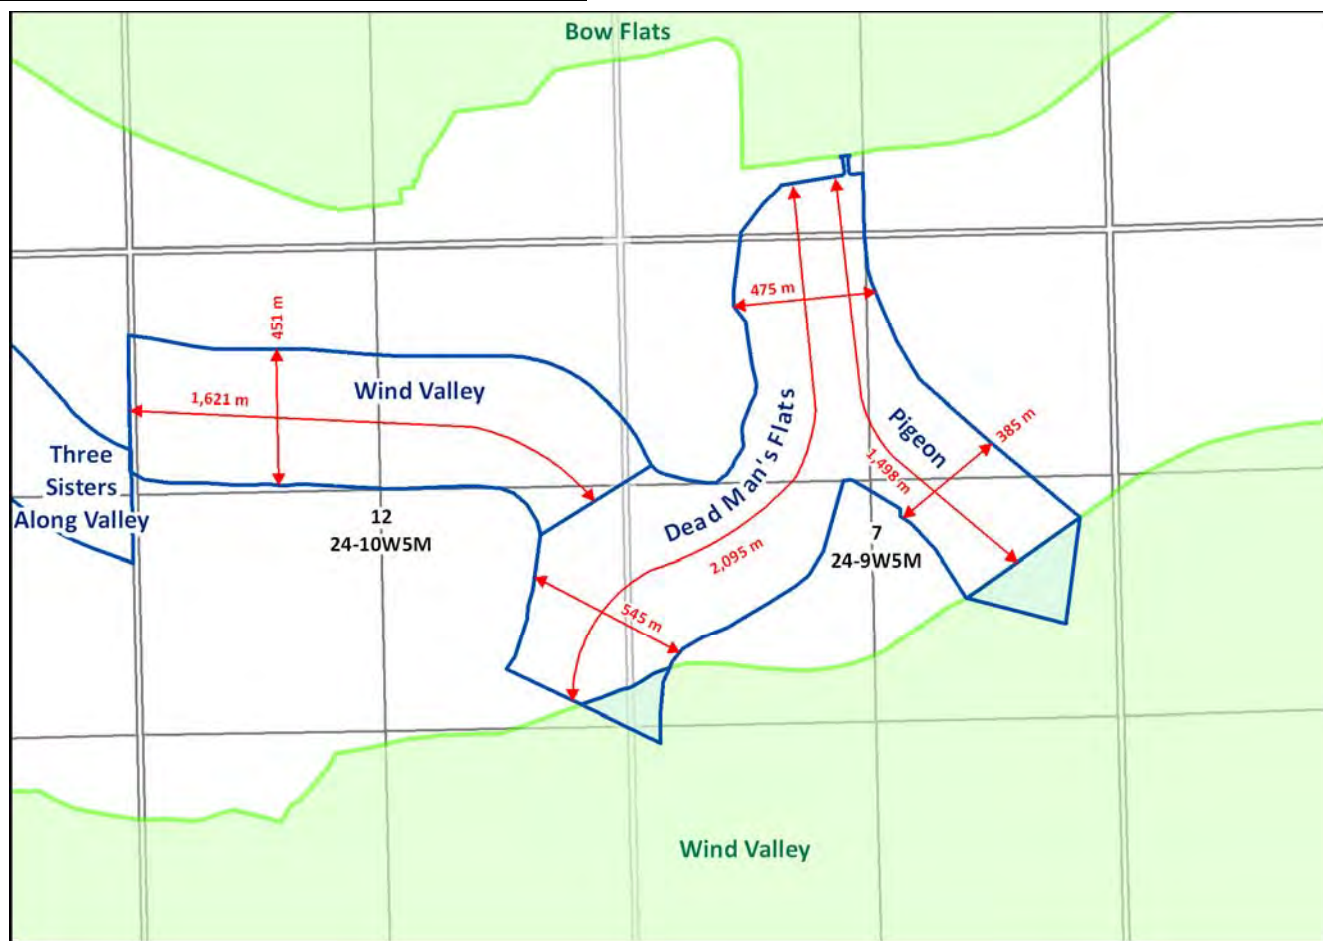 Bow Flats
475 m
451 m
Wind Valley
1,621 m
Dead Man's Flats
Pigeon
385 m
1,498 m
Three
Sisters
Along Valley
12
24-10W5M
7
24-9W5M
2,095 m
545 m
Wind Valley